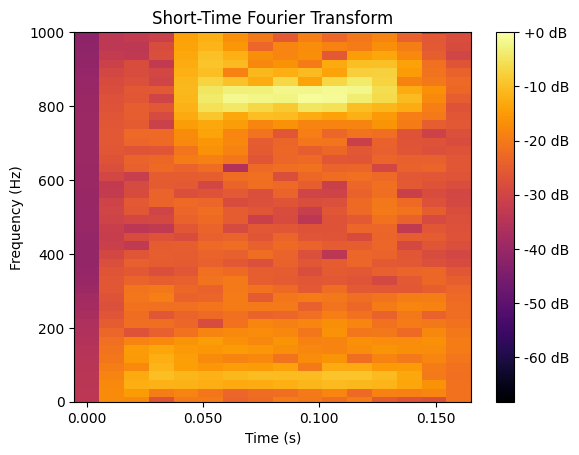 Short-Time Fourier Transform
1000
800
600
400
200
0
Frequency (Hz)
0.000
0.050
0.100
0.150
Time (s)
+0 dB
-10 dB
-20 dB
-30 dB
-40 dB
-50 dB
-60 dB